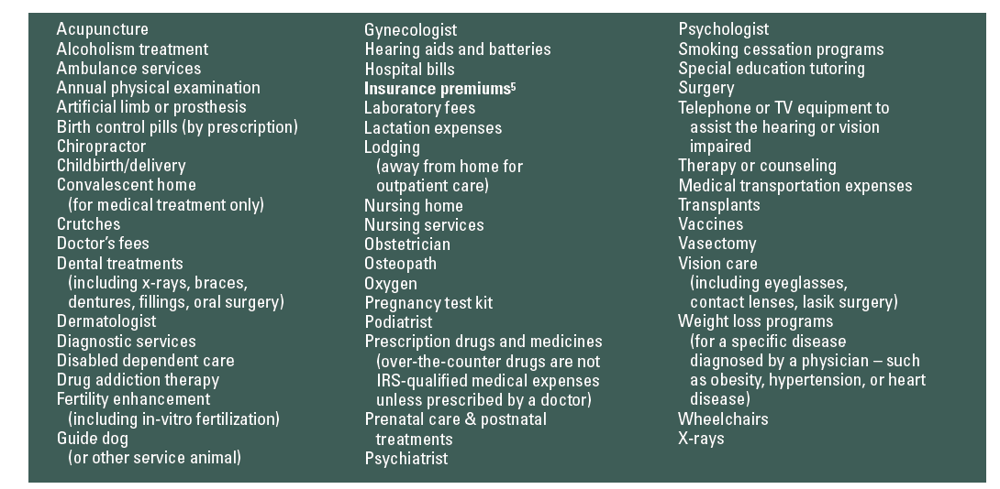 Acupuncture
Alcoholism treatment
Ambulance services
Annual physical examination
Artificial limb or prosthesis
Birth control pills (by prescription)
Chiropractor
Childbirth/delivery
Convalescent home
(for medical treatment only)
Crutches
Doctor’s fees
Dental treatments
(including x-rays, braces,
dentures, fillings, oral surgery)
Dermatologist
Diagnostic services
Disabled dependent care
Drug addiction therapy
Fertility enhancement
(including in-vitro fertilization)
Guide dog
(or other service animal)
Gynecologist
Hearing aids and batteries
Hospital bills
Insurance premiums⁵
Laboratory fees
Lactation expenses
Lodging
(away from home for
outpatient care)
Nursing home
Nursing services
Obstetrician
Osteopath
Oxygen
Pregnancy test kit
Podiatrist
Prescription drugs and medicines
(over-the-counter drugs are not
IRS-qualified medical expenses
unless prescribed by a doctor)
Prenatal care & postnatal
treatments
Psychiatrist
Psychologist
Smoking cessation programs
Special education tutoring
Surgery
Telephone or TV equipment to
assist the hearing or vision
impaired
Therapy or counseling
Medical transportation expenses
Transplants
Vaccines
Vasectomy
Vision care
(including eyeglasses,
contact lenses, lasik surgery)
Weight loss programs
(for a specific disease
diagnosed by a physician – such
as obesity, hypertension, or heart
disease)
Wheelchairs
X-rays